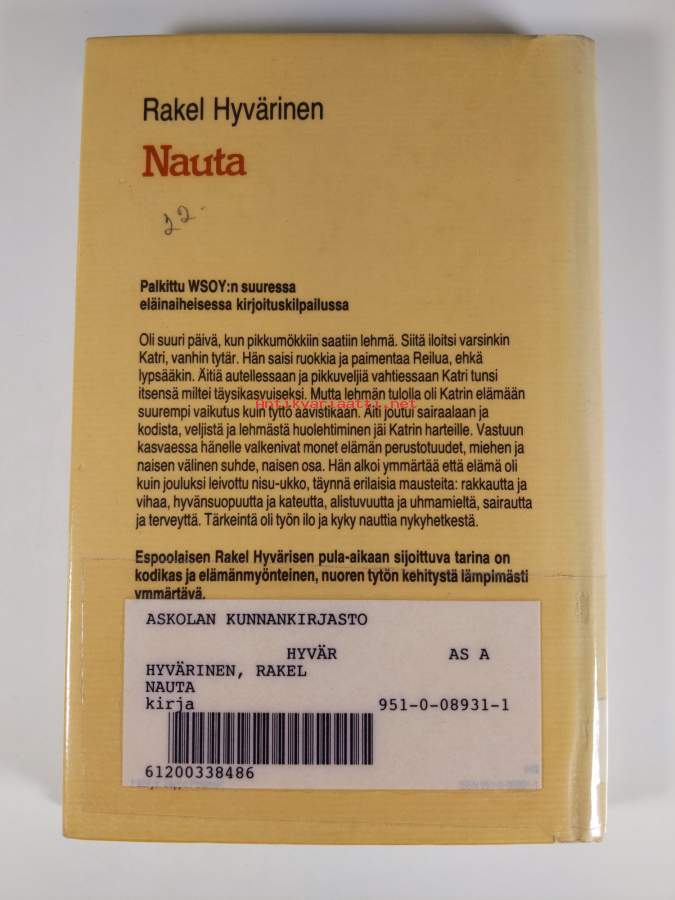 Rakel Hyvärinen
Nauta
22.-
Palkittu WSOY:n suuressa
eläinaiheisessa kirjoituskilpailussa
Oli suuri päivä, kun pikkumökkiin saatiin lehmä. Siitä iloitsi varsinkin
Katri, vanhin tytär. Hän saisi ruokkia ja paimentaa Reilua, ehkä
lypsääkin. Äitiä autellessaan ja pikkuveljiä vahtiessaan Katri tunsi
itsensä miltei täysikasvuiseksi. Mutta lehmän tulolla oli Katrin elämään
suurempi vaikutus kuin tyttö aavistikaan. Äiti joutui sairaalaan ja
Antikvariaatti.net
kodista, veljistä ja lehmästä huolehtiminen jäi Katrin harteille. Vastuun
kasvaessa hänelle valkenivat monet elämän perustotuudet, miehen ja
naisen välinen suhde, naisen osa. Hän alkoi ymmärtää että elämä oli
kuin jouluksi leivottu nisu-ukko, täynnä erilaisia mausteita: rakkautta ja
vihaa, hyvänsuopuutta ja kateutta, alistuvuutta ja uhmamieltä, sairautta
ja terveyttä. Tärkeintä oli työn ilo ja kyky nauttia nykyhetkestä.
Espoolaisen Rakel Hyvärisen pula-aikaan sijoittuva tarina on
kodikas ja elämänmyönteinen, nuoren tytön kehitystä lämpimästi
ymmärtävä.
ASKOLAN KUNNANKIRJASTO
HYVÄR AS A
HYVÄRINEN, RAKEL
NAUTA
kirja 951-0-08931-1
61200338486